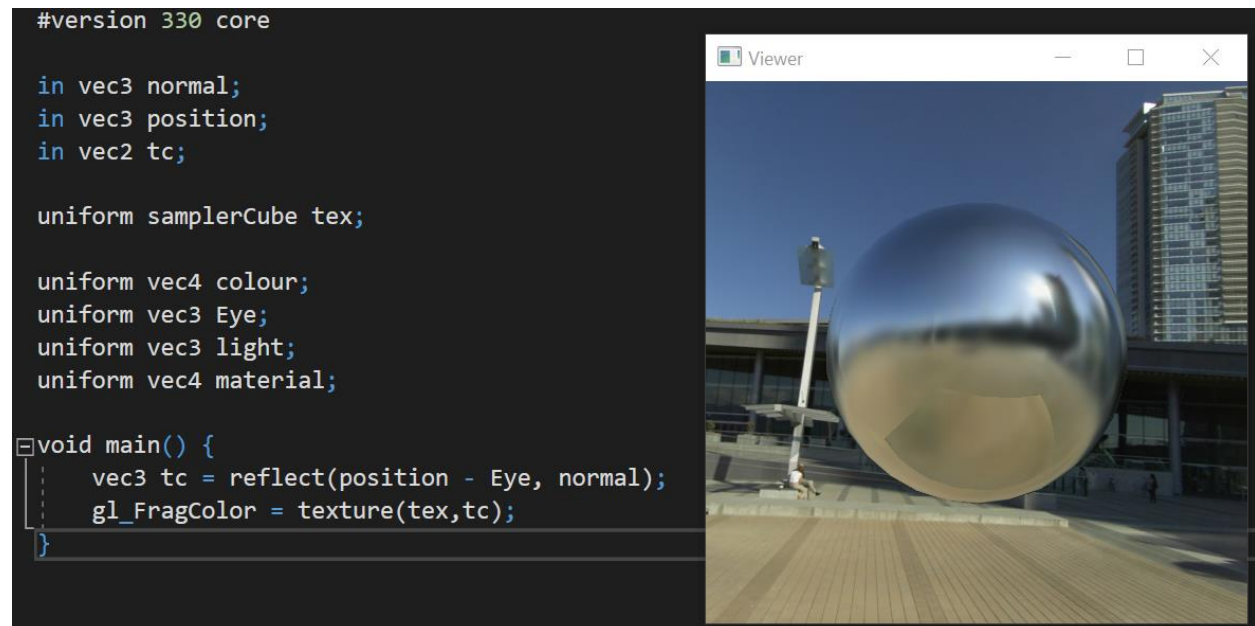 #version 330 core
in vec3 normal;
in vec3 position;
in vec2 tc;
uniform samplerCube tex;
uniform vec4 colour;
uniform vec3 Eye;
uniform vec3 light;
uniform vec4 material;
void main() {
vec3 tc = reflect(position - Eye, normal);
gl_FragColor = texture(tex,tc);
}
Viewer